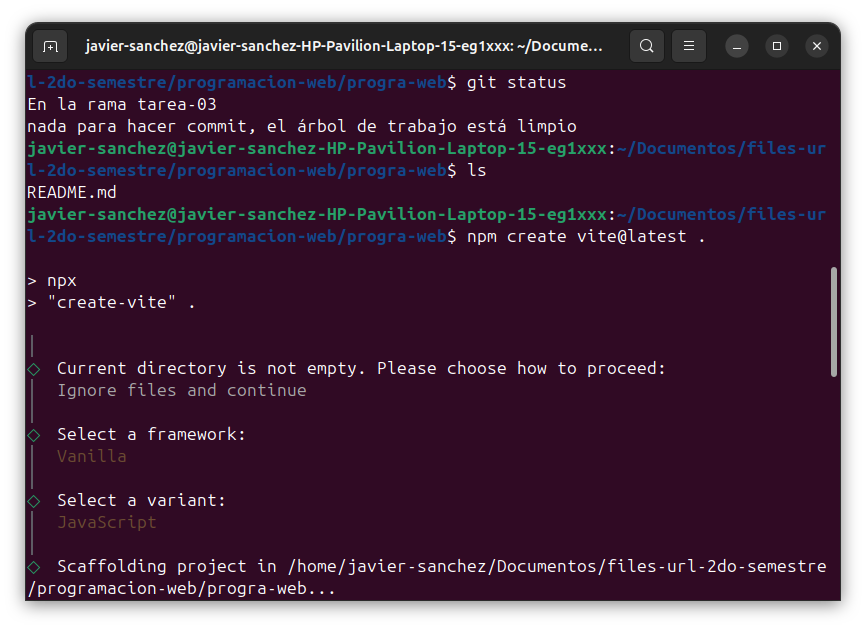 javier-sanchez@javier-sanchez-HP-Pavilion-Laptop-15-eg1xxx: ~/Docume...
l-2do-semestre/programacion-web/progra-web$ git status
En la rama tarea-03
nada para hacer commit, el árbol de trabajo está limpio
javier-sanchez@javier-sanchez-HP-Pavilion-Laptop-15-eg1xxx:~/Documentos/files-ur
l-2do-semestre/programacion-web/progra-web$ ls
README.md
javier-sanchez@javier-sanchez-HP-Pavilion-Laptop-15-eg1xxx:~/Documentos/files-ur
l-2do-semestre/programacion-web/progra-web$ npm create vite@latest .
> npx
> "create-vite" .
Current directory is not empty. Please choose how to proceed:
Ignore files and continue
Select a framework:
Vanilla
Select a variant:
JavaScript
Scaffolding project in /home/javier-sanchez/Documentos/files-url-2do-semestre
/programacion-web/progra-web...